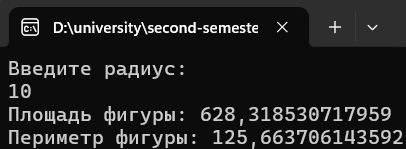 D:\university\second-semeste
Введите радиус:
10
Площадь фигуры: 628,318530717959
Периметр фигуры: 125,663706143592